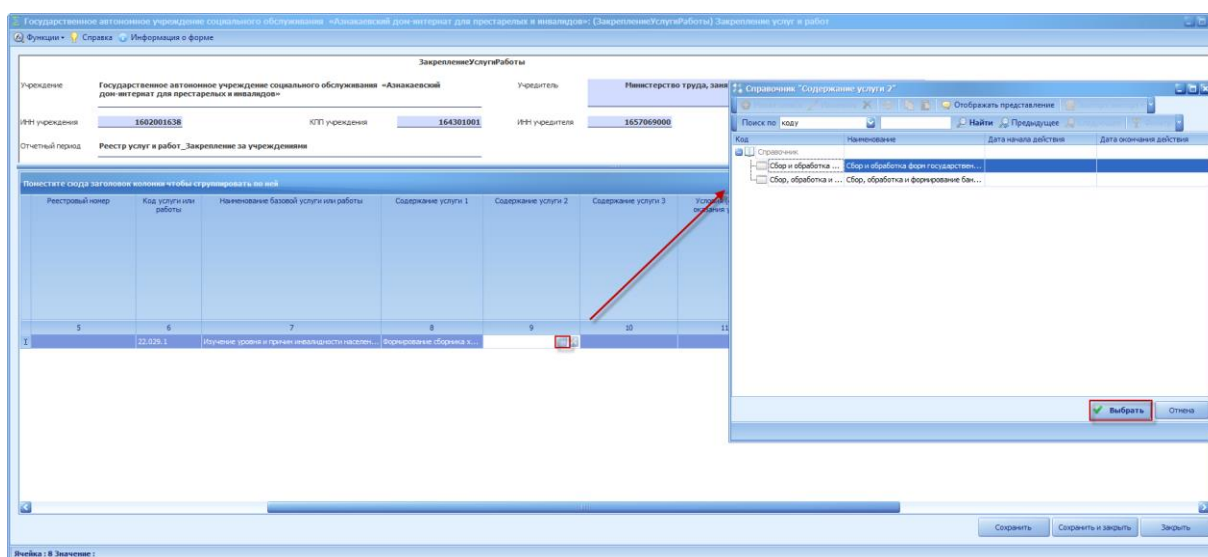 Государственное автономное учреждение социального обслуживания «Азнакаевский дом-интернат для престарелых и инвалидов»: (ЗакреплениеУслугиРаботы) Закрепление услуг и работ
Функции Справка Информация о форме
ЗакреплениеУслугиРаботы
Учреждение Государственное автономное учреждение социального обслуживания «Азнакаевский дом-интернат для престарелых и инвалидов»
Учредитель Министерство труда, заня
ИНН учреждения 1602001638 КПП учреждения 164301001 ИНН учредителя 1657069000
Отчетный период Реестр услуг и работ_Закрепление за учреждениями
Поместите сюда заголовок колонки чтобы сгруппировать по ней
Реестровый номер Код услуги или работы Наименование базовой услуги или работы Содержание услуги 1 Содержание услуги 2 Содержание услуги 3
5 6 7 8 9 10 11
22.029.1 Изучение уровня и причин инвалидности населен... Формирование сборника х...
Справочник "Содержание услуги 2"
Отображать представление
Поиск по коду Найти Предыдущее
Код Наименование Дата начала действия Дата окончания действия
Справочник
Сбор и обработка ... Сбор и обработка форм государствен...
Сбор, обработка и ... Сбор, обработка и формирование бан...
Выбрать Отмена
Сохранить Сохранить и закрыть Закрыть
Ячейка : 8 Значение :